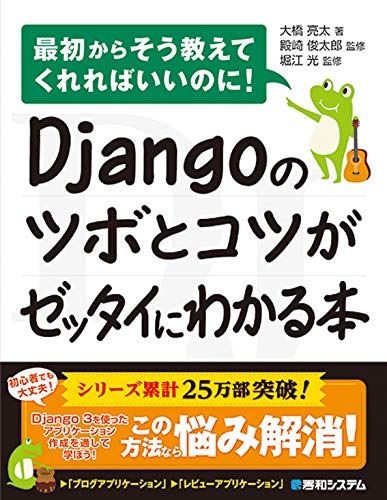 最初からそう教えて
くれればいいのに！
大橋 亮太 著
殿崎 俊太郎 監修
堀江 光 監修
Djangoの
ツボとコツが
ゼッタイにわかる本
初心者でも
大丈夫！
シリーズ累計25万部突破！
Django 3を使った
アプリケーション
作成を通して
学ぼう！
この
方法なら
悩み解消！
▶「ブログアプリケーション」▶「レビューアプリケーション」
秀和システム